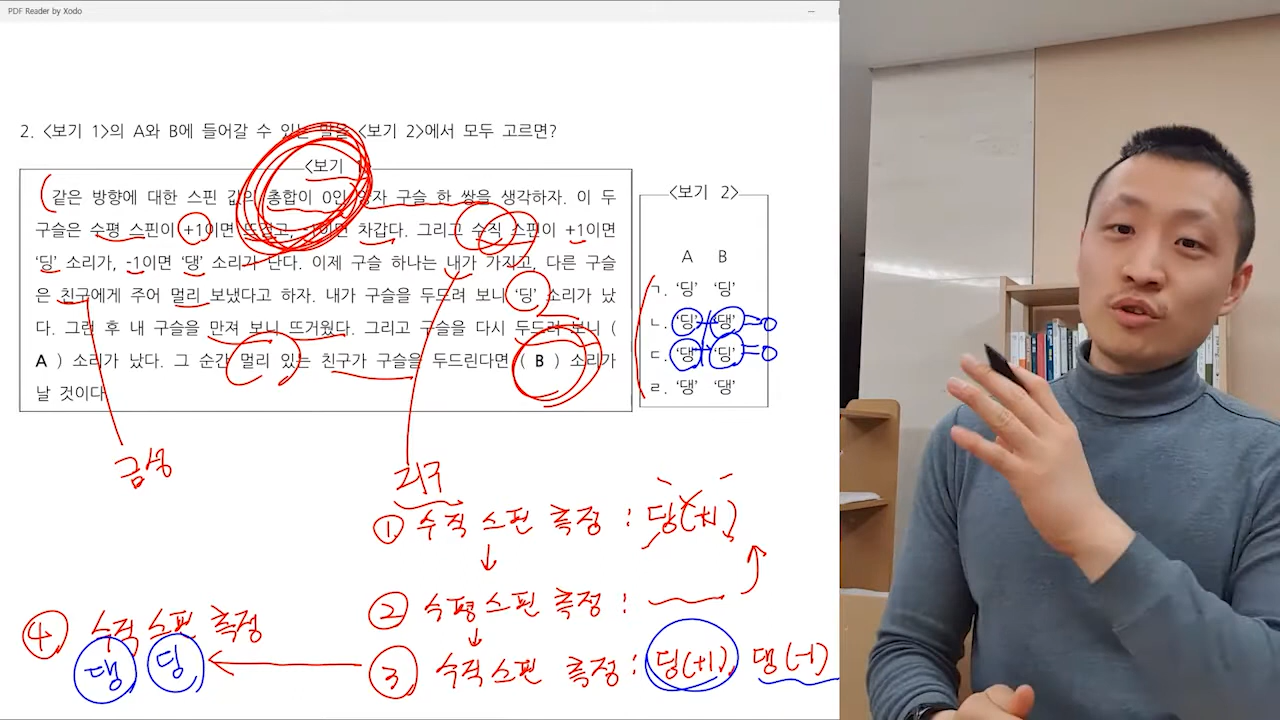 PDF Reader by Xodo
2. <보기 1>의 A와 B에 들어갈 수 있는 말을 <보기 2>에서 모두 고르면?
<보기
같은 방향에 대한 스핀 값의 총합이 0인 양자 구슬 한 쌍을 생각하자. 이 두
구슬은 수평 스핀이 +1이면 뜨겁고, -1이면 차갑다. 그리고 수직 스핀이 +1이면
‘딩’ 소리가, -1이면 ‘댕’ 소리가 난다. 이제 구슬 하나는 내가 가지고, 다른 구슬
은 친구에게 주어 멀리 보냈다고 하자. 내가 구슬을 두드려 보니 ‘딩’ 소리가 났
다. 그런 후 내 구슬을 만져 보니 뜨거웠다. 그리고 구슬을 다시 두드려 보니 (
A ) 소리가 났다. 그 순간 멀리 있는 친구가 구슬을 두드린다면 ( B ) 소리가
날 것이다
<보기 2>
A B
ㄱ. ‘딩’ ‘딩’
ㄴ. ‘딩’ ‘댕’ = 0
ㄷ. ‘댕’ ‘딩’ = 0
ㄹ. ‘댕’ ‘댕’
금성
지구
① 수직스핀 측정 : 딩(+1)
② 수평스핀 측정 :
③ 수직스핀 측정 : 딩(+1) 댕(-1)
④ 수직스핀 측정
댕 딩